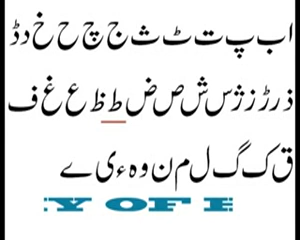 ا ب پ ت ٹ ث ج چ ح خ د ڈ
ذ ر ڑ ز ژ س ش ص ض ط ظ ع غ ف
ق ک گ ل م ن و ہ ء ی ے
Y OF